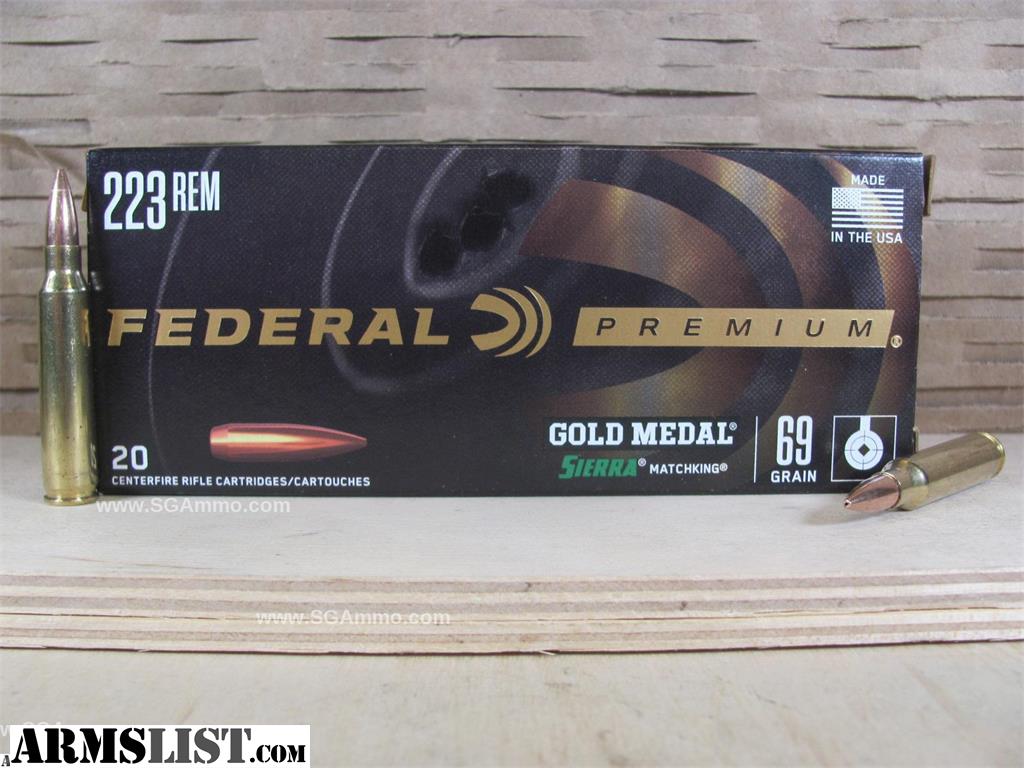 223 REM
MADE
IN THE USA
FEDERAL PREMIUM®
20
CENTERFIRE RIFLE CARTRIDGES/CARTOUCHES
GOLD MEDAL®
SIERRA® MATCHKING®
69
GRAIN
www.SGAmmo.com
www.SGAmmo.com
ARMSLIST.COM